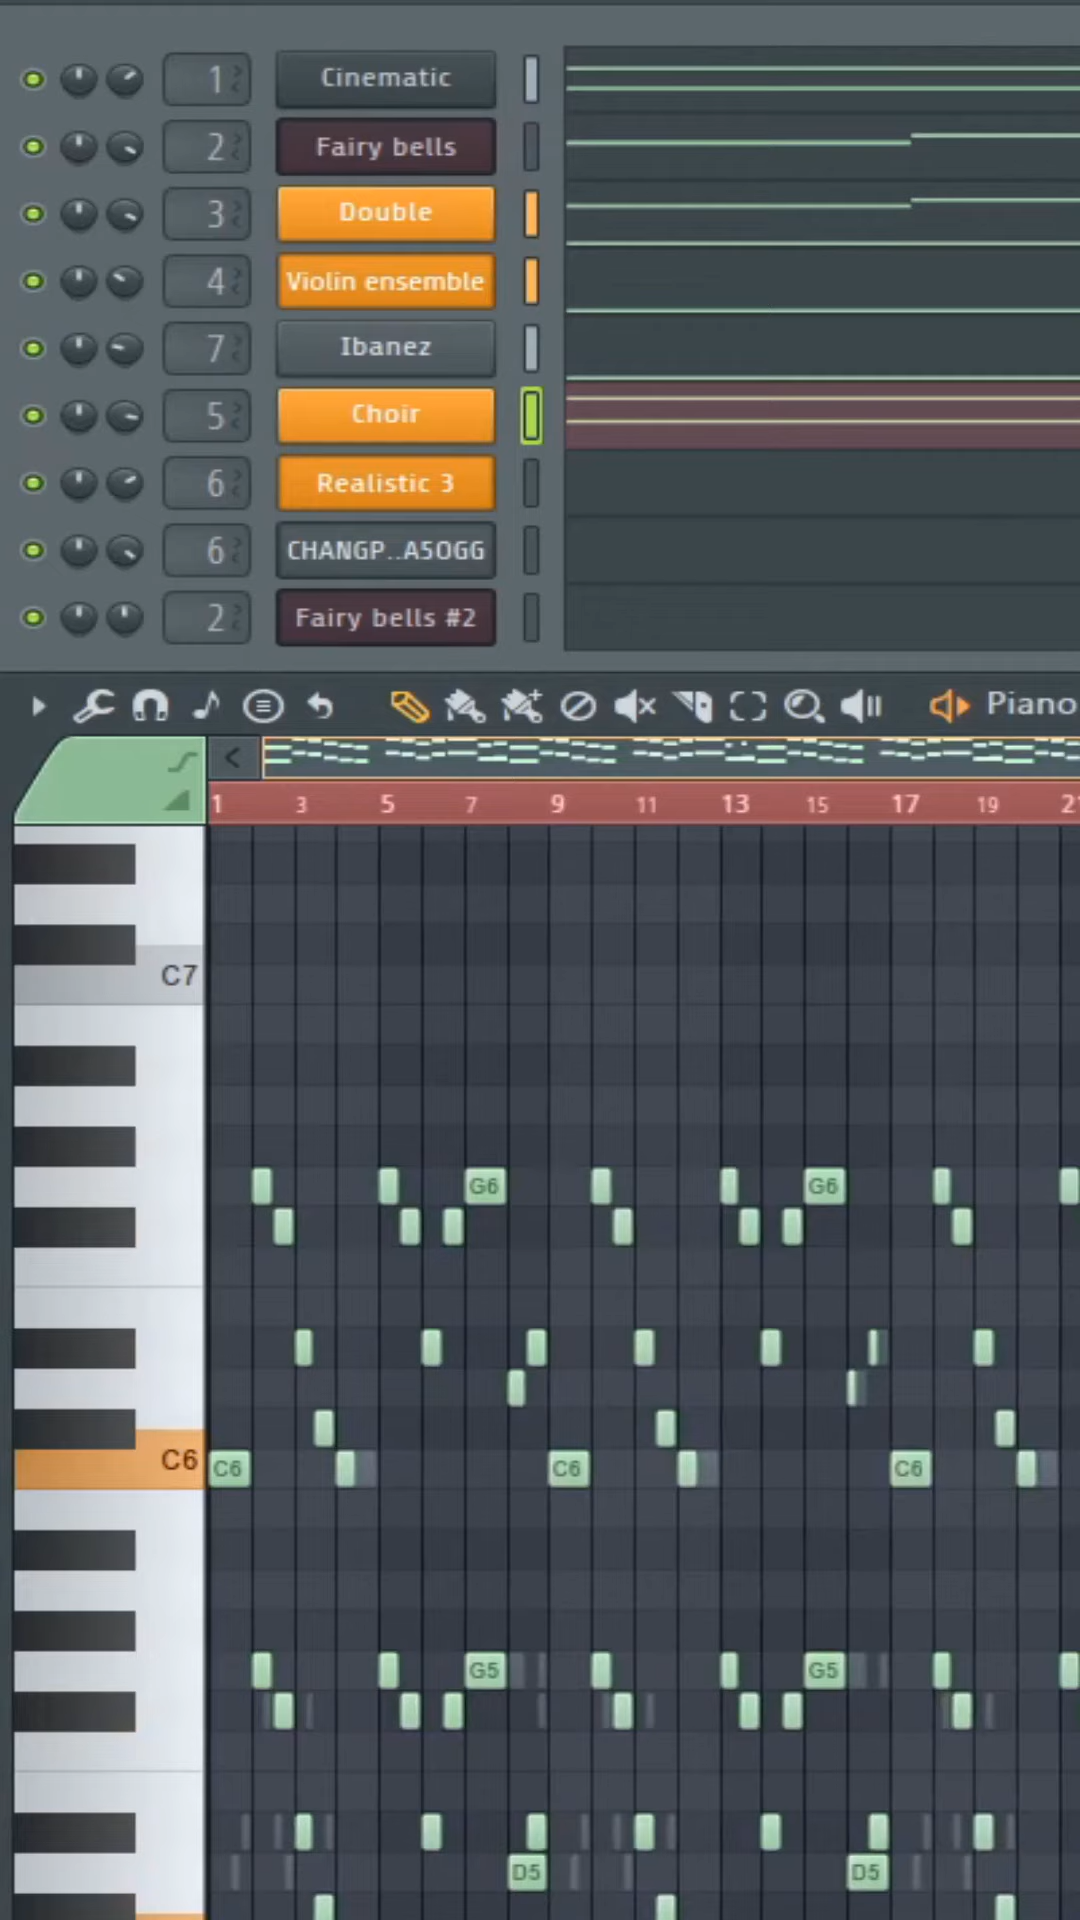 1 Cinematic
2 Fairy bells
3 Double
4 Violin ensemble
7 Ibanez
5 Choir
6 Realistic 3
6 CHANGP..A5OGG
2 Fairy bells #2
Piano
1 3 5 7 9 11 13 15 17 19
C7
G6 G6
C6 C6 C6 C6
G5 G5
D5 D5